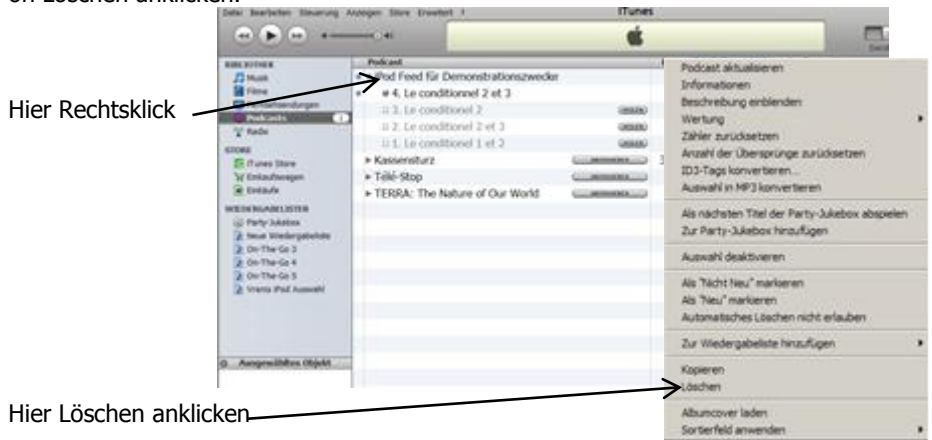 on Löschen anklicken.
Datei Bearbeiten Steuerung Anzeigen Store Erweitert ?
iTunes
BIBLIOTHEK
Musik
Filme
Podcasts
Radio
STORE
iTunes Store
Einkaufswagen
Einkäufe
WIEDERGABELISTEN
Party-Jukebox
Neue Wiedergabeliste
On-The-Go 3
On-The-Go 4
On-The-Go 5
Ausgewähltes Objekt
Podcast
iPod Feed für Demonstrationszwecke
4. Le conditionnel 2 et 3
3. Le conditionnel 2
2. Le conditionnel 2 et 3
1. Le conditionnel 1 et 2
Kassensturz
Télé-Stop
TERRA: The Nature of Our World
Podcast aktualisieren
Informationen
Beschreibung einblenden
Wertung
Zähler zurücksetzen
Anzahl der Übersprünge zurücksetzen
ID3-Tags konvertieren...
Auswahl in MP3 konvertieren
Als nächsten Titel der Party-Jukebox abspielen
Zur Party-Jukebox hinzufügen
Auswahl deaktivieren
Als "Nicht Neu" markieren
Als "Neu" markieren
Automatisches Löschen nicht erlauben
Zur Wiedergabeliste hinzufügen
Kopieren
Löschen
Albumcover laden
Sortierfeld anwenden
Hier Rechtsklick
Hier Löschen anklicken